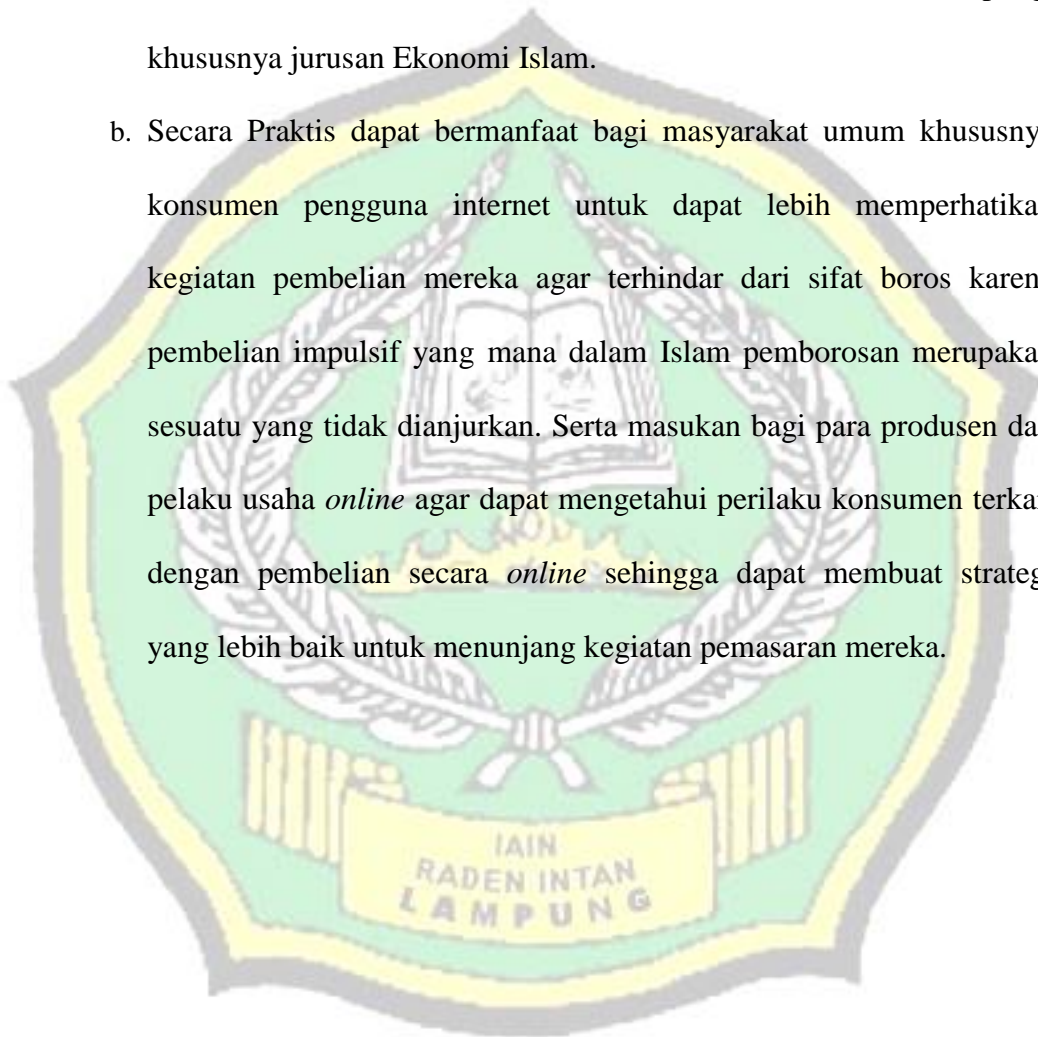 khususnya jurusan Ekonomi Islam.
b. Secara Praktis dapat bermanfaat bagi masyarakat umum khususny
konsumen pengguna internet untuk dapat lebih memperhatika
kegiatan pembelian mereka agar terhindar dari sifat boros karen
pembelian impulsif yang mana dalam Islam pemborosan merupaka
sesuatu yang tidak dianjurkan. Serta masukan bagi para produsen da
pelaku usaha online agar dapat mengetahui perilaku konsumen terka
dengan pembelian secara online sehingga dapat membuat strateg
yang lebih baik untuk menunjang kegiatan pemasaran mereka.
IAIN
RADEN INTAN
LAMPUNG